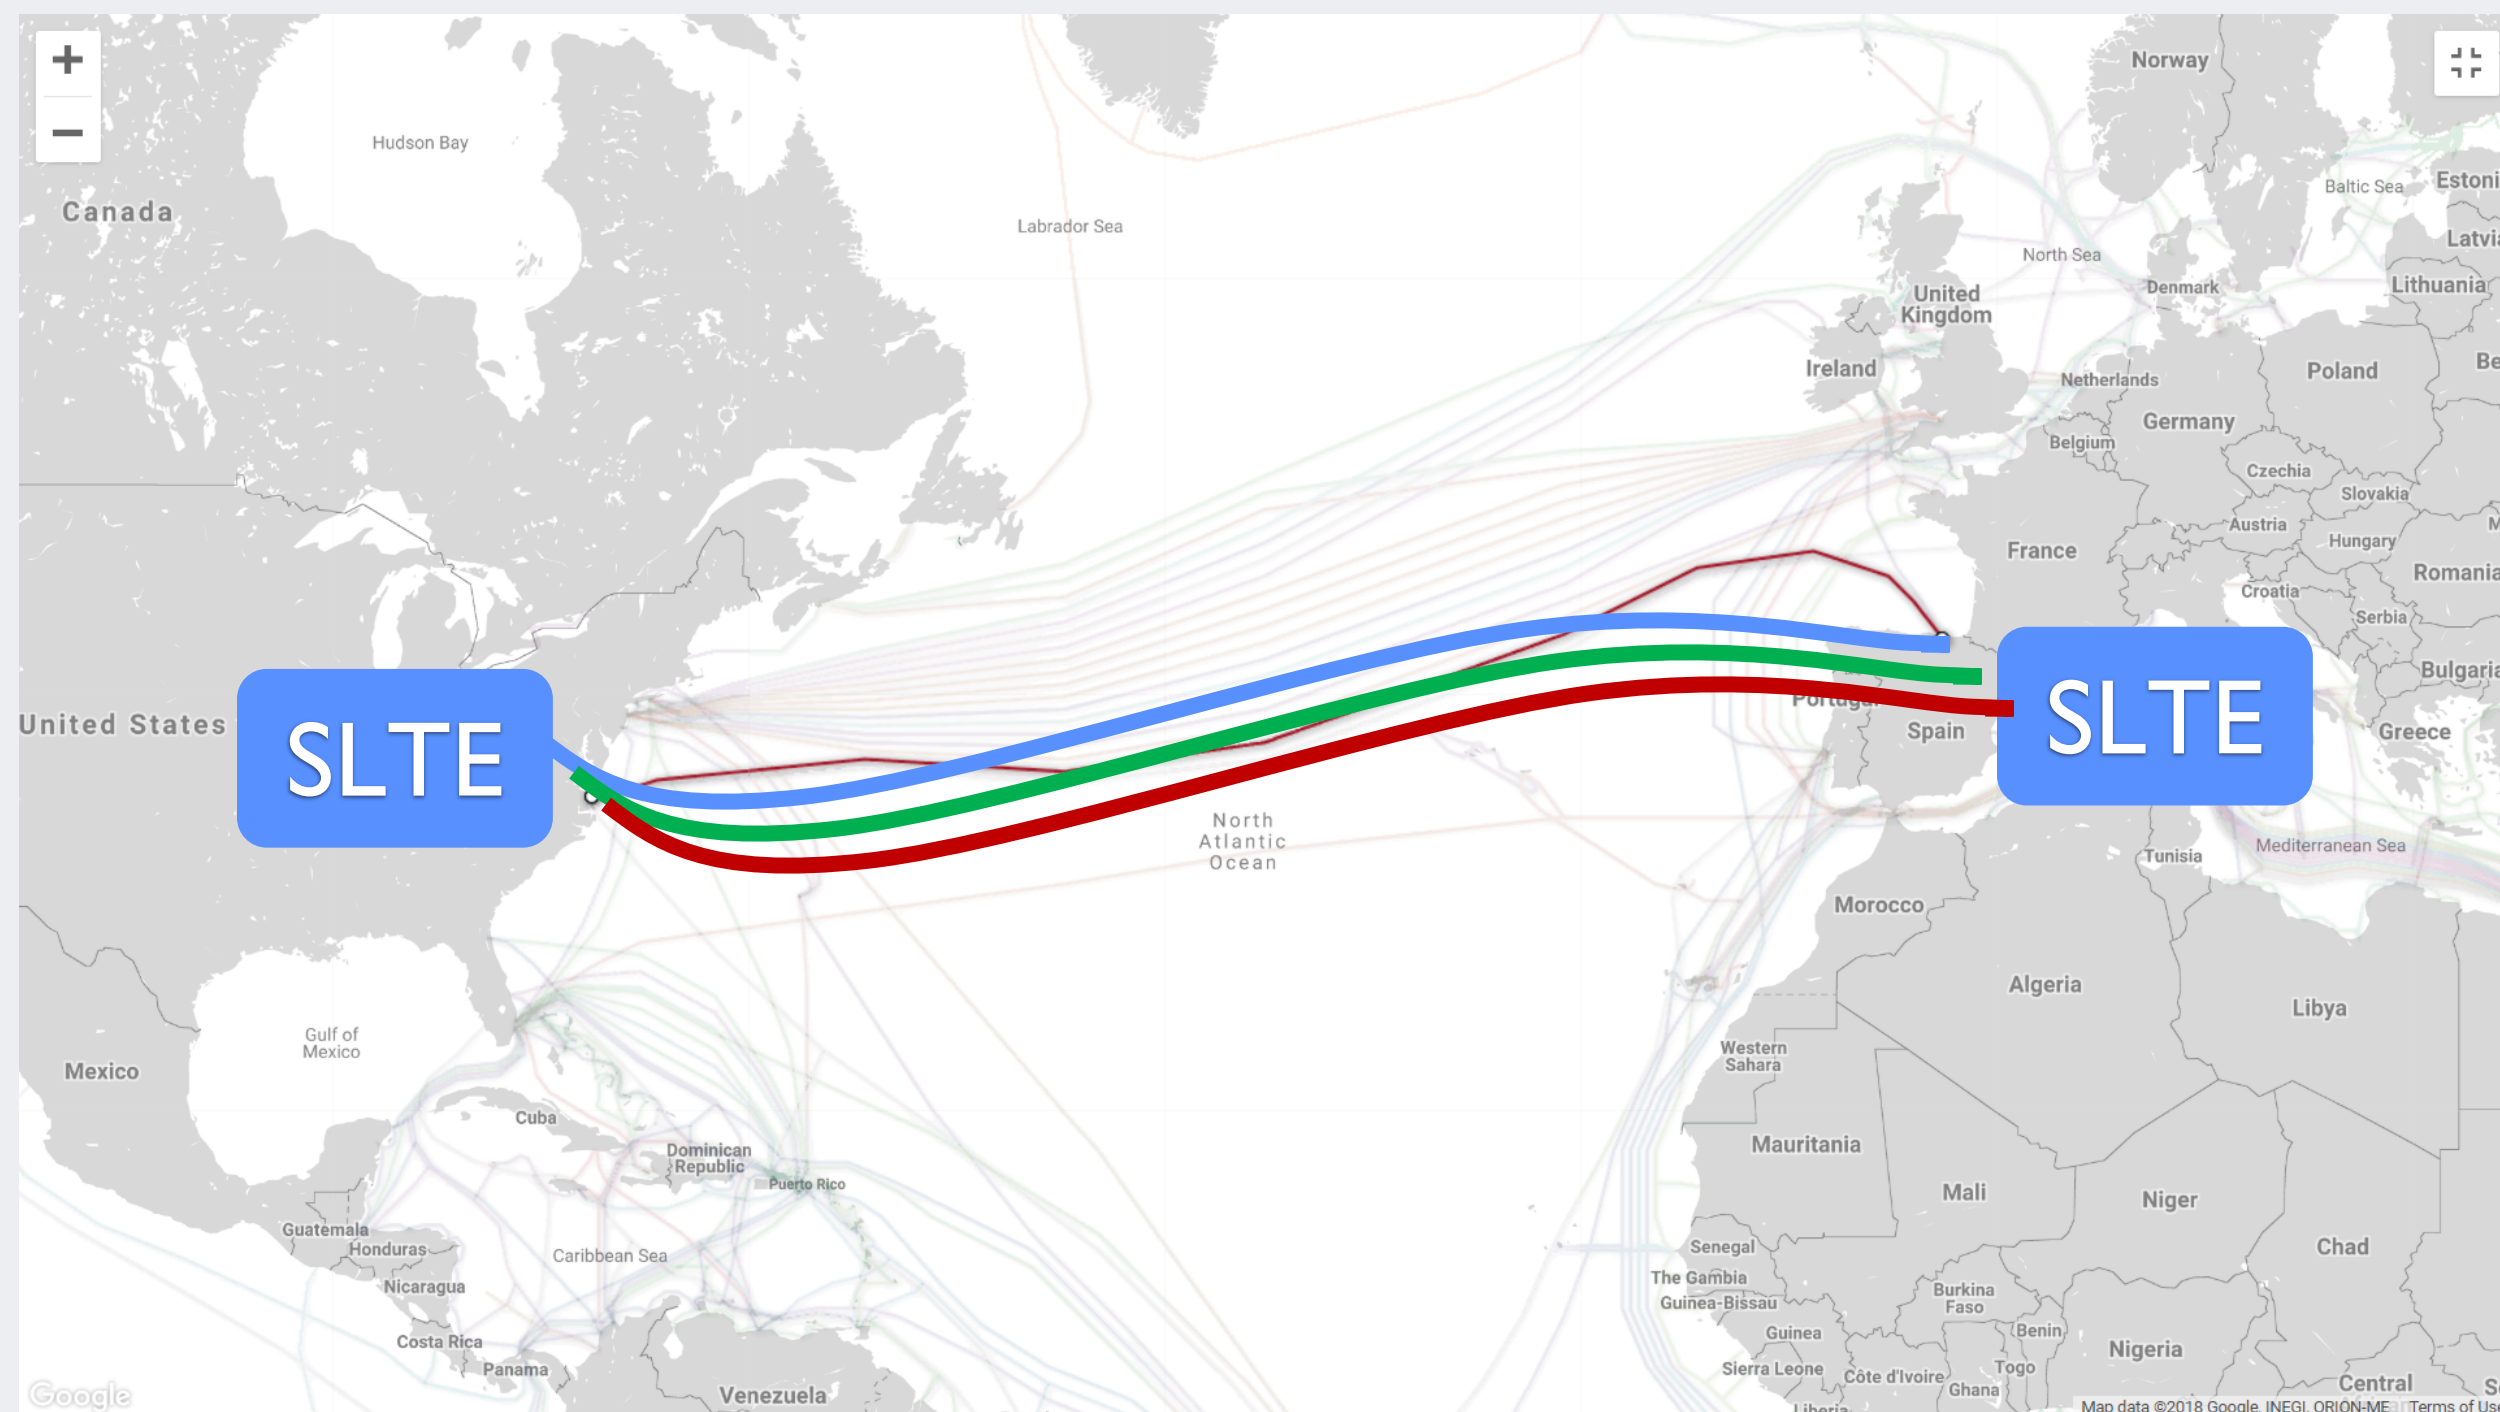 Norway
Hudson Bay
Baltic Sea
Estoni
Canada
Labrador Sea
Latvi
North Sea
Lithuania
Denmark
United
Kingdom
Ireland
Be
Poland
Netherlands
Germany
Belgium
Czechia
Slovakia
Austria
M
Hungary
France
Romania
Croatia
Serbia
Bulgaria
United States
SLTE
Portugal
Spain
SLTE
Greece
North
Atlantic
Ocean
Mediterranean Sea
Tunisia
Morocco
Algeria
Libya
Gulf of
Mexico
Western
Sahara
Mexico
Cuba
Dominican
Republic
Puerto Rico
Mauritania
Mali
Niger
Guatemala
Honduras
Caribbean Sea
Senegal
Chad
Nicaragua
The Gambia
Guinea-Bissau
Burkina
Faso
Costa Rica
Guinea
Benin
Nigeria
Panama
Sierra Leone
Côte d'Ivoire
Togo
Ghana
Central
S
Google
Venezuela
Liberia
Map data ©2018 Google, INEGI, ORION-ME
Terms of Use